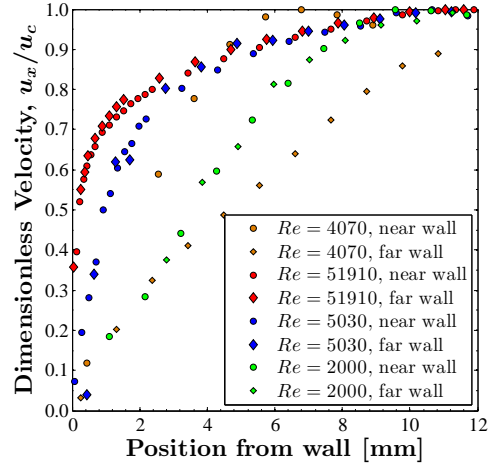 Dimensionless Velocity, u_x/u_c
1.0
0.9
0.8
0.7
0.6
0.5
0.4
0.3
0.2
0.1
0.0
Re = 4070, near wall
Re = 4070, far wall
Re = 51910, near wall
Re = 51910, far wall
Re = 5030, near wall
Re = 5030, far wall
Re = 2000, near wall
Re = 2000, far wall
0 2 4 6 8 10 12
Position from wall [mm]